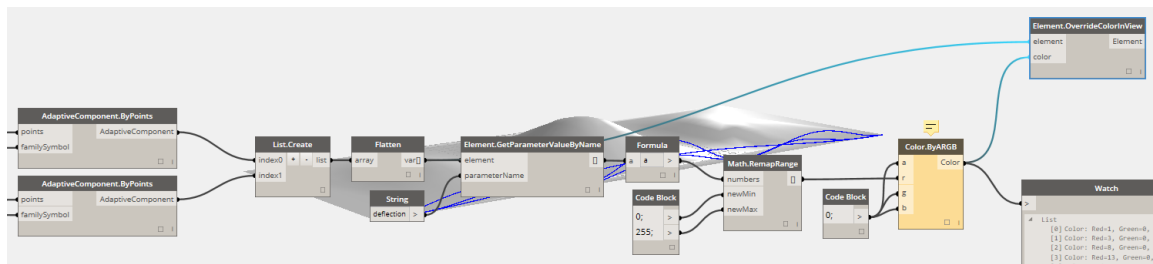 Element.OverrideColorInView
element Element
color
AdaptiveComponent.ByPoints
points AdaptiveComponent
familySymbol
AdaptiveComponent.ByPoints
points AdaptiveComponent
familySymbol
List.Create
index0 + - list
index1
Flatten
array var[]
String
deflection >
Element.GetParameterValueByName
element []
parameterName
Formula
a a >
Code Block
0; >
255; >
Math.RemapRange
numbers []
newMin
newMax
Code Block
0; >
Color.ByARGB
a Color
r
g
b
Watch
>
List
[0] Color: Red=1, Green=0,
[1] Color: Red=3, Green=0,
[2] Color: Red=8, Green=0,
[3] Color: Red=13, Green=0,